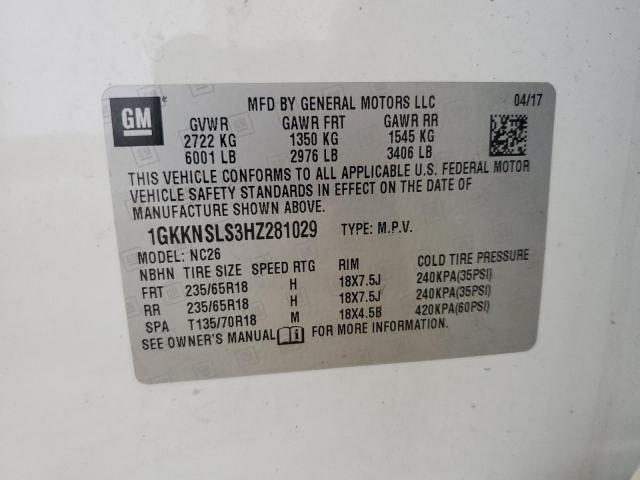 GM
MFD BY GENERAL MOTORS LLC 04/17
GVWR GAWR FRT GAWR RR
2722 KG 1350 KG 1545 KG
6001 LB 2976 LB 3406 LB
THIS VEHICLE CONFORMS TO ALL APPLICABLE U.S. FEDERAL MOTOR
VEHICLE SAFETY STANDARDS IN EFFECT ON THE DATE OF
MANUFACTURE SHOWN ABOVE.
1GKKNSLS3HZ281029 TYPE: M.P.V.
MODEL: NC26
NBHN TIRE SIZE SPEED RTG RIM COLD TIRE PRESSURE
FRT 235/65R18 H 18X7.5J 240KPA(35PSI)
RR 235/65R18 H 18X7.5J 240KPA(35PSI)
SPA T135/70R18 M 18X4.5B 420KPA(60PSI)
SEE OWNER'S MANUAL FOR MORE INFORMATION.